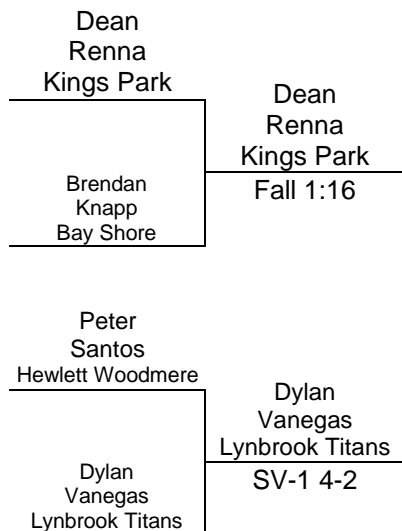 Dean
Renna
Kings Park
Dean
Renna
Kings Park
Fall 1:16
Brendan
Knapp
Bay Shore
Peter
Santos
Hewlett Woodmere
Dylan
Vanegas
Lynbrook Titans
SV-1 4-2
Dylan
Vanegas
Lynbrook Titans